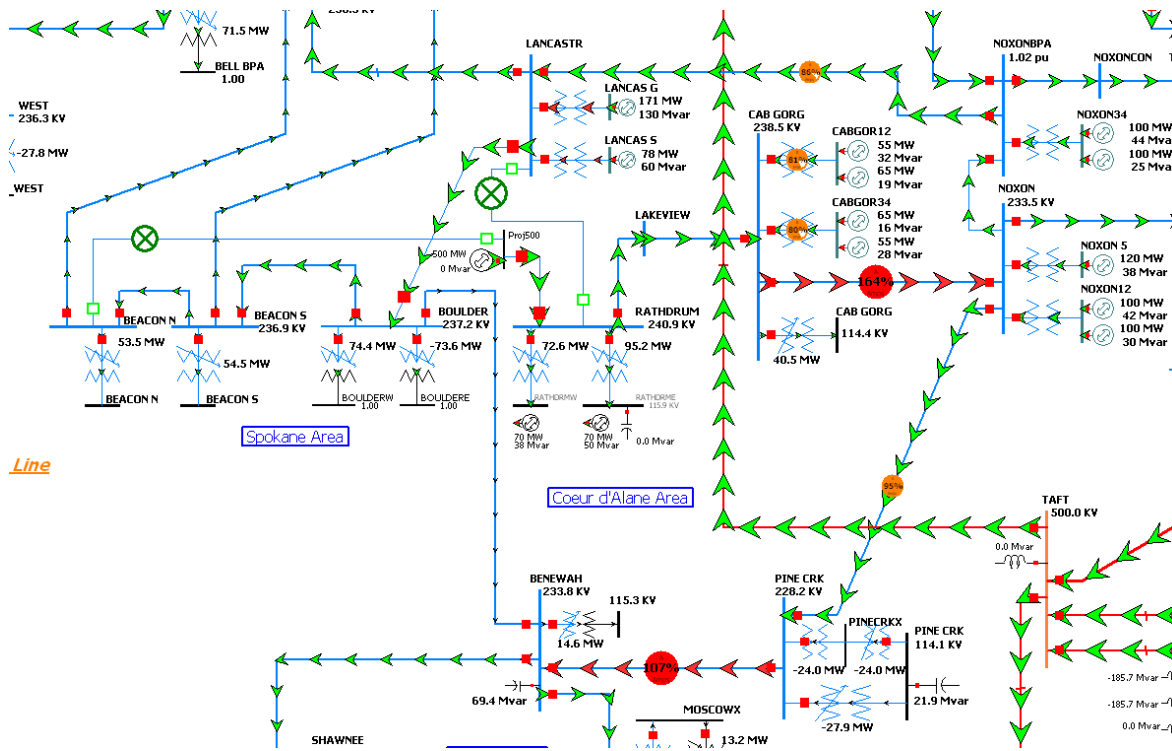 230.5 KV
71.5 MW
BELL BPA
1.00
WEST
236.3 KV
-27.8 MW
WEST
LANCASTR
LANCAS G
171 MW
130 Mvar
LANCAS S
78 MW
60 Mvar
86%
CAB GORG
238.5 KV
CABGOR12
55 MW
32 Mvar
65 MW
19 Mvar
81%
CABGOR34
65 MW
16 Mvar
55 MW
28 Mvar
80%
NOXONBPA
1.02 pu
NOXONCON
NOXON34
100 MW
44 Mvar
100 MW
25 Mvar
NOXON
233.5 KV
NOXON 5
120 MW
38 Mvar
NOXON12
100 MW
42 Mvar
100 MW
30 Mvar
164%
CAB GORG
114.4 KV
40.5 MW
LAKEVIEW
Proj500
500 MW
0 Mvar
BEACON N
53.5 MW
BEACON S
236.9 KV
54.5 MW
BOULDER
237.2 KV
74.4 MW
-73.6 MW
RATHDRUM
240.9 KV
72.6 MW
95.2 MW
BEACON N
BEACON S
BOULDERW
1.00
BOULDERE
1.00
RATHDRMW
70 MW
38 Mvar
RATHDRME
115.9 KV
70 MW
50 Mvar
0.0 Mvar
Spokane Area
Line
Coeur d'Alane Area
95%
TAFT
500.0 KV
0.0 Mvar
BENEWAH
233.8 KV
115.3 KV
14.6 MW
107%
69.4 Mvar
PINE CRK
228.2 KV
PINECRKX
PINE CRK
114.1 KV
-24.0 MW
-24.0 MW
-27.9 MW
21.9 Mvar
-185.7 Mvar
-185.7 Mvar
0.0 Mvar
SHAWNEE
MOSCOWX
13.2 MW